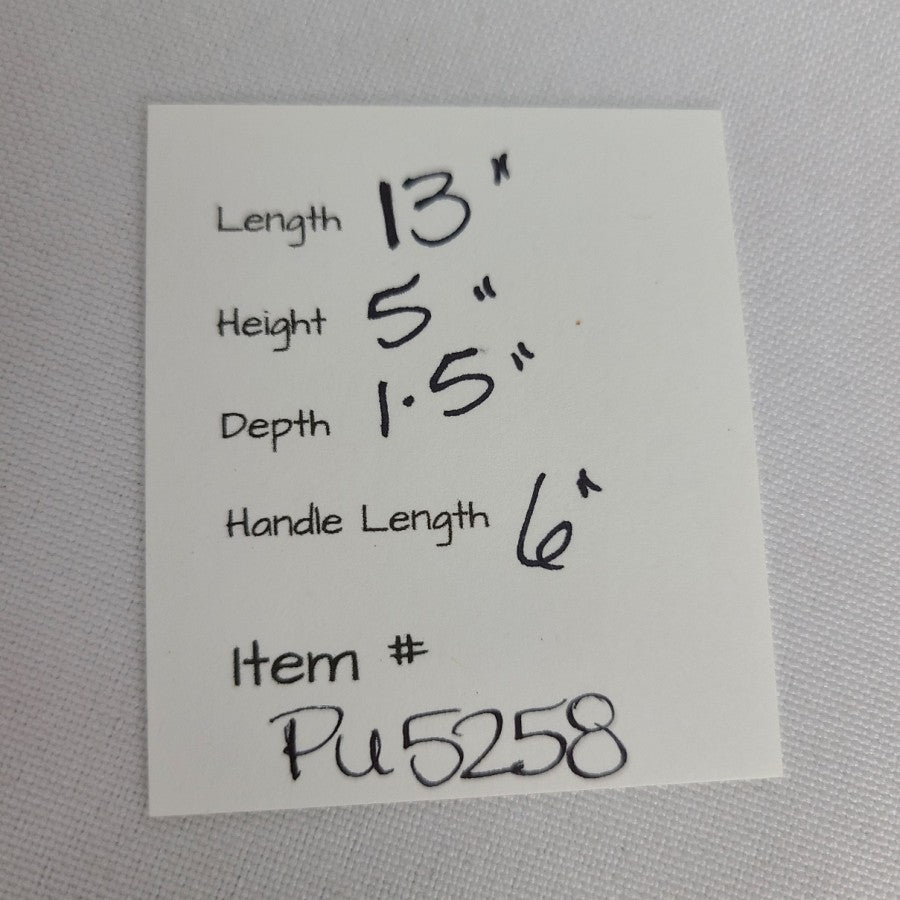 Length 13"
Height 5"
Depth 1.5"
Handle Length 6"
Item #
Pu5258